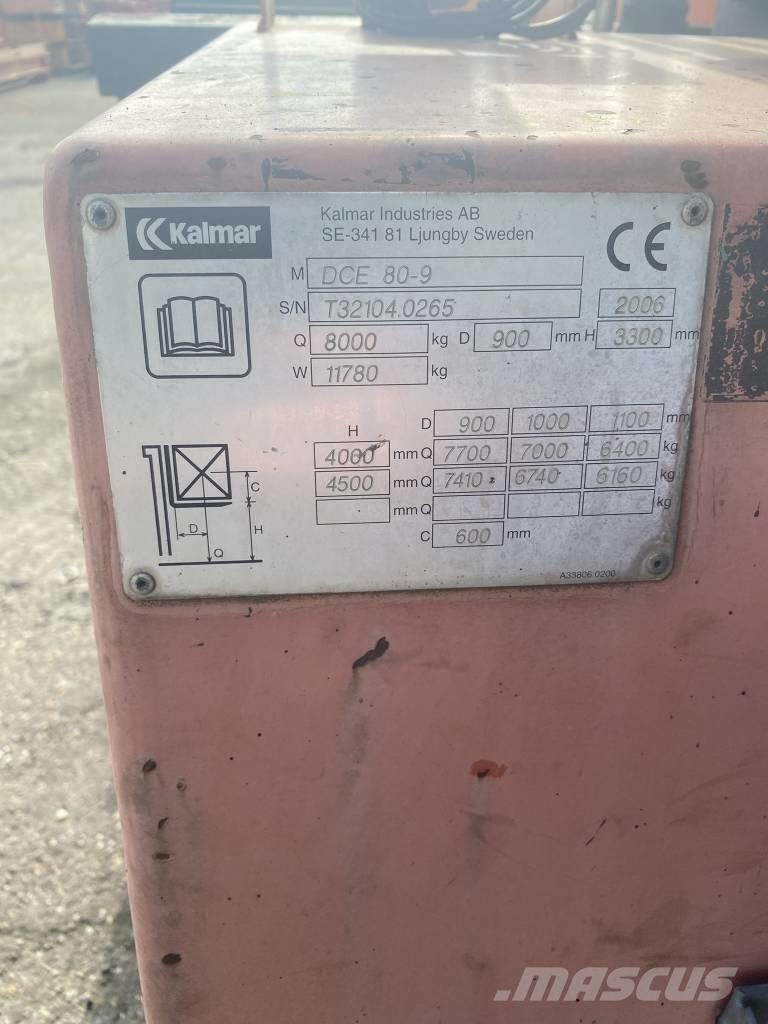 Kalmar
Kalmar Industries AB
SE-341 81 Ljungby Sweden
CE
M DCE 80-9
S/N T32104.0265 2006
Q 8000 kg D 900 mm H 3300 mm
W 11780 kg
H D 900 1000 1100 mm
4000 mm Q 7700 7000 6400 kg
4500 mm Q 7410 6740 6160 kg
mm Q kg
C 600 mm
C
D
H
Q
A33806.0200
MASCUS